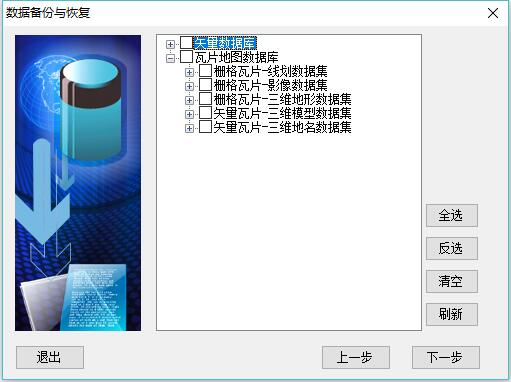 数据备份与恢复
矢量数据库
瓦片地图数据库
栅格瓦片-线划数据集
栅格瓦片-影像数据集
栅格瓦片-三维地形数据集
矢量瓦片-三维模型数据集
矢量瓦片-三维地名数据集
全选
反选
清空
刷新
退出
上一步
下一步